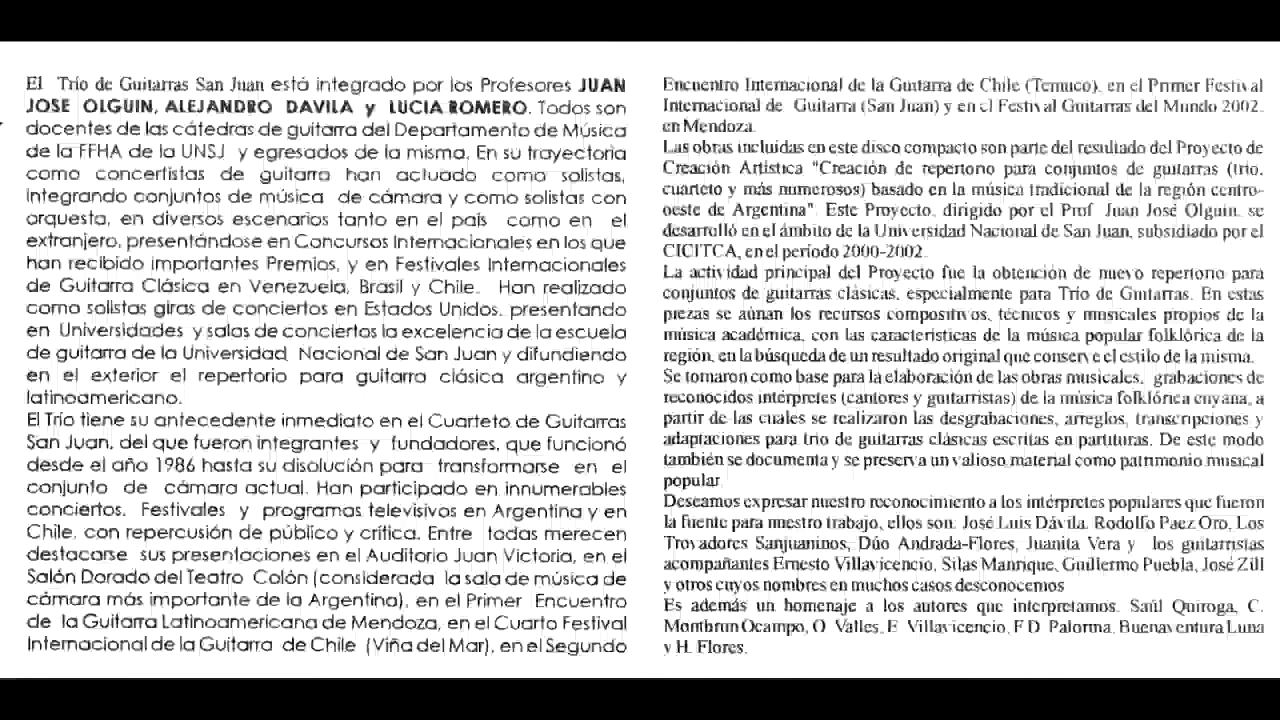 El Trío de Guitarras San Juan está integrado por los Profesores JUAN
JOSE OLGUIN, ALEJANDRO DAVILA y LUCIA ROMERO. Todos son
docentes de las cátedras de guitarra del Departamento de Música
de la FFHA de la UNSJ y egresados de la misma. En su trayectoria
como concertistas de guitarra han actuado como solistas,
integrando conjuntos de música de cámara y como solistas con
orquesta, en diversos escenarios tanto en el país como en el
extranjero, presentándose en Concursos Internacionales en los que
han recibido importantes Premios, y en Festivales Internacionales
de Guitarra Clásica en Venezuela, Brasil y Chile. Han realizado
como solistas giras de conciertos en Estados Unidos, presentando
en Universidades y salas de conciertos la excelencia de la escuela
de guitarra de la Universidad Nacional de San Juan y difundiendo
en el exterior el repertorio para guitarra clásica argentino y
latinoamericano.
El Trío tiene su antecedente inmediato en el Cuarteto de Guitarras
San Juan, del que fueron integrantes y fundadores, que funcionó
desde el año 1986 hasta su disolución para transformarse en el
conjunto de cámara actual. Han participado en innumerables
conciertos, Festivales y programas televisivos en Argentina y en
Chile, con repercusión de público y crítica. Entre todas merecen
destacarse sus presentaciones en el Auditorio Juan Victoria, en el
Salón Dorado del Teatro Colón (considerada la sala de música de
cámara más importante de la Argentina), en el Primer Encuentro
de la Guitarra Latinoamericana de Mendoza, en el Cuarto Festival
Internacional de la Guitarra de Chile (Viña del Mar), en el Segundo
Encuentro Internacional de la Guitarra de Chile (Temuco), en el Primer Festival
Internacional de Guitarra (San Juan) y en el Festival Guitarras del Mundo 2002,
en Mendoza.
Las obras incluidas en este disco compacto son parte del resultado del Proyecto de
Creación Artística "Creación de repertorio para conjuntos de guitarras (trío,
cuarteto y más numerosos) basado en la música tradicional de la región centro-
oeste de Argentina". Este Proyecto, dirigido por el Prof. Juan José Olguin, se
desarrolló en el ámbito de la Universidad Nacional de San Juan, subsidiado por el
CICITCA, en el período 2000-2002.
La actividad principal del Proyecto fue la obtención de nuevo repertorio para
conjuntos de guitarras clásicas, especialmente para Trío de Guitarras. En estas
piezas se aúnan los recursos compositivos, técnicos y musicales propios de la
música académica, con las características de la música popular folklórica de la
región, en la búsqueda de un resultado original que conserve el estilo de la misma.
Se tomaron como base para la elaboración de las obras musicales, grabaciones de
reconocidos intérpretes (cantores y guitarristas) de la música folklórica cuyana, a
partir de las cuales se realizaron las desgrabaciones, arreglos, transcripciones y
adaptaciones para trio de guitarras clásicas escritas en partituras. De este modo
también se documenta y se preserva un valioso material como patrimonio musical
popular.
Deseamos expresar nuestro reconocimiento a los intérpretes populares que fueron
la fuente para nuestro trabajo, ellos son: José Luis Dávila, Rodolfo Paez Oro, Los
Trovadores Sanjuaninos, Dúo Andrada-Flores, Juanita Vera y los guitarristas
acompañantes Ernesto Villavicencio, Silas Manrique, Guillermo Puebla, José Zill
y otros cuyos nombres en muchos casos desconocemos
Es además un homenaje a los autores que interpretamos. Saúl Quiroga, C.
Montbrun Ocampo, O. Valles, E. Villavicencio, F.D. Palorma, Buenaventura Luna
y H. Flores.